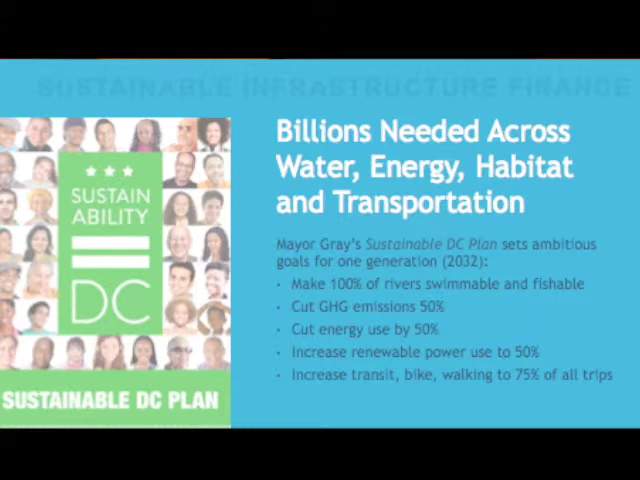 SUSTAINABLE INFRASTRUCTURE FINANCE
Billions Needed Across
Water, Energy, Habitat
and Transportation
Mayor Gray's Sustainable DC Plan sets ambitious
goals for one generation (2032):
• Make 100% of rivers swimmable and fishable
• Cut GHG emissions 50%
• Cut energy use by 50%
• Increase renewable power use to 50%
• Increase transit, bike, walking to 75% of all trips
SUSTAIN
ABILITY
DC
SUSTAINABLE DC PLAN